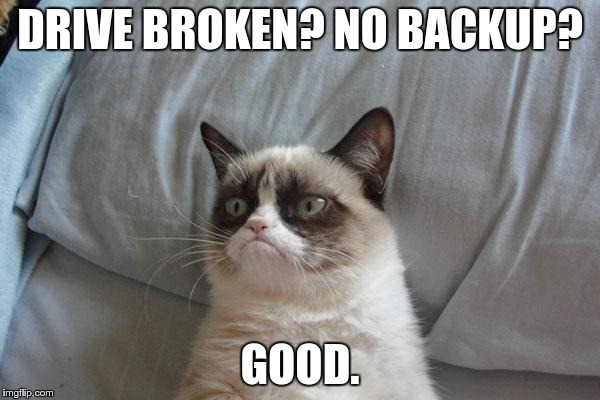 DRIVE BROKEN? NO BACKUP?
GOOD.
imgflip.com